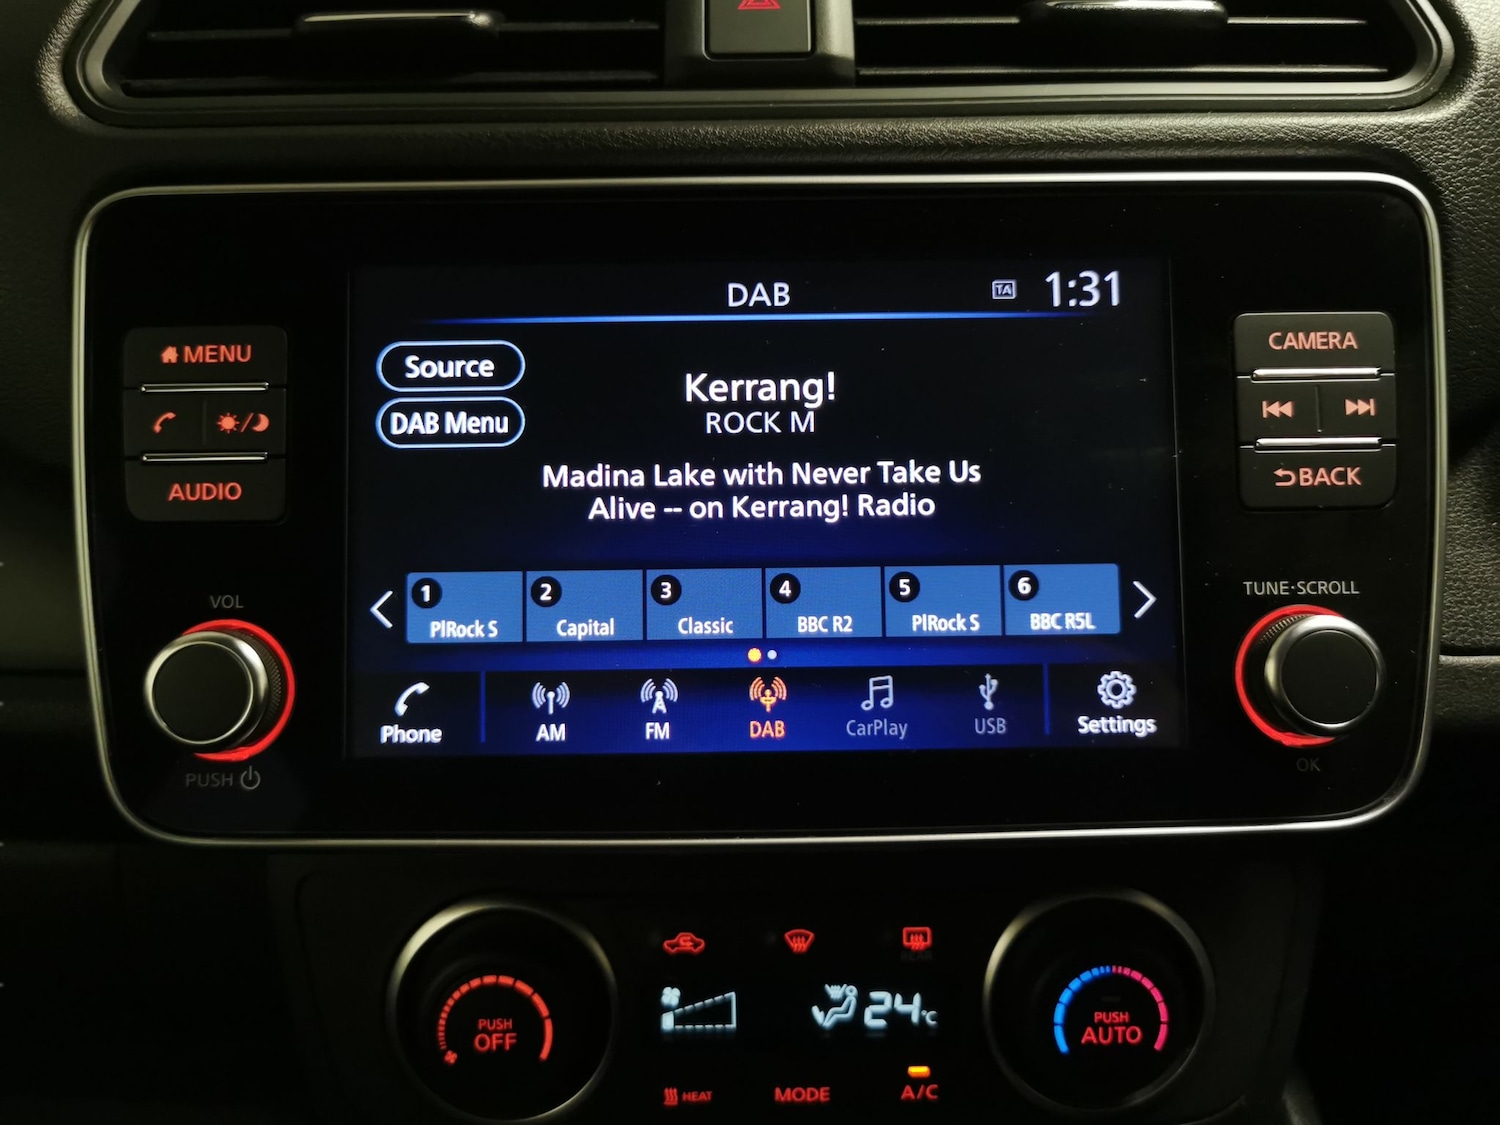 DAB TA 1:31
MENU
CAMERA
Source
Kerrang!
ROCK M
DAB Menu
Madina Lake with Never Take Us
Alive -- on Kerrang! Radio
AUDIO
BACK
VOL
TUNE·SCROLL
1 PlRock S
2 Capital
3 Classic
4 BBC R2
5 PlRock S
6 BBC R5L
Phone
AM
FM
DAB
CarPlay
USB
Settings
PUSH
OK
REAR
PUSH
OFF
24°C
PUSH
AUTO
HEAT
MODE
A/C